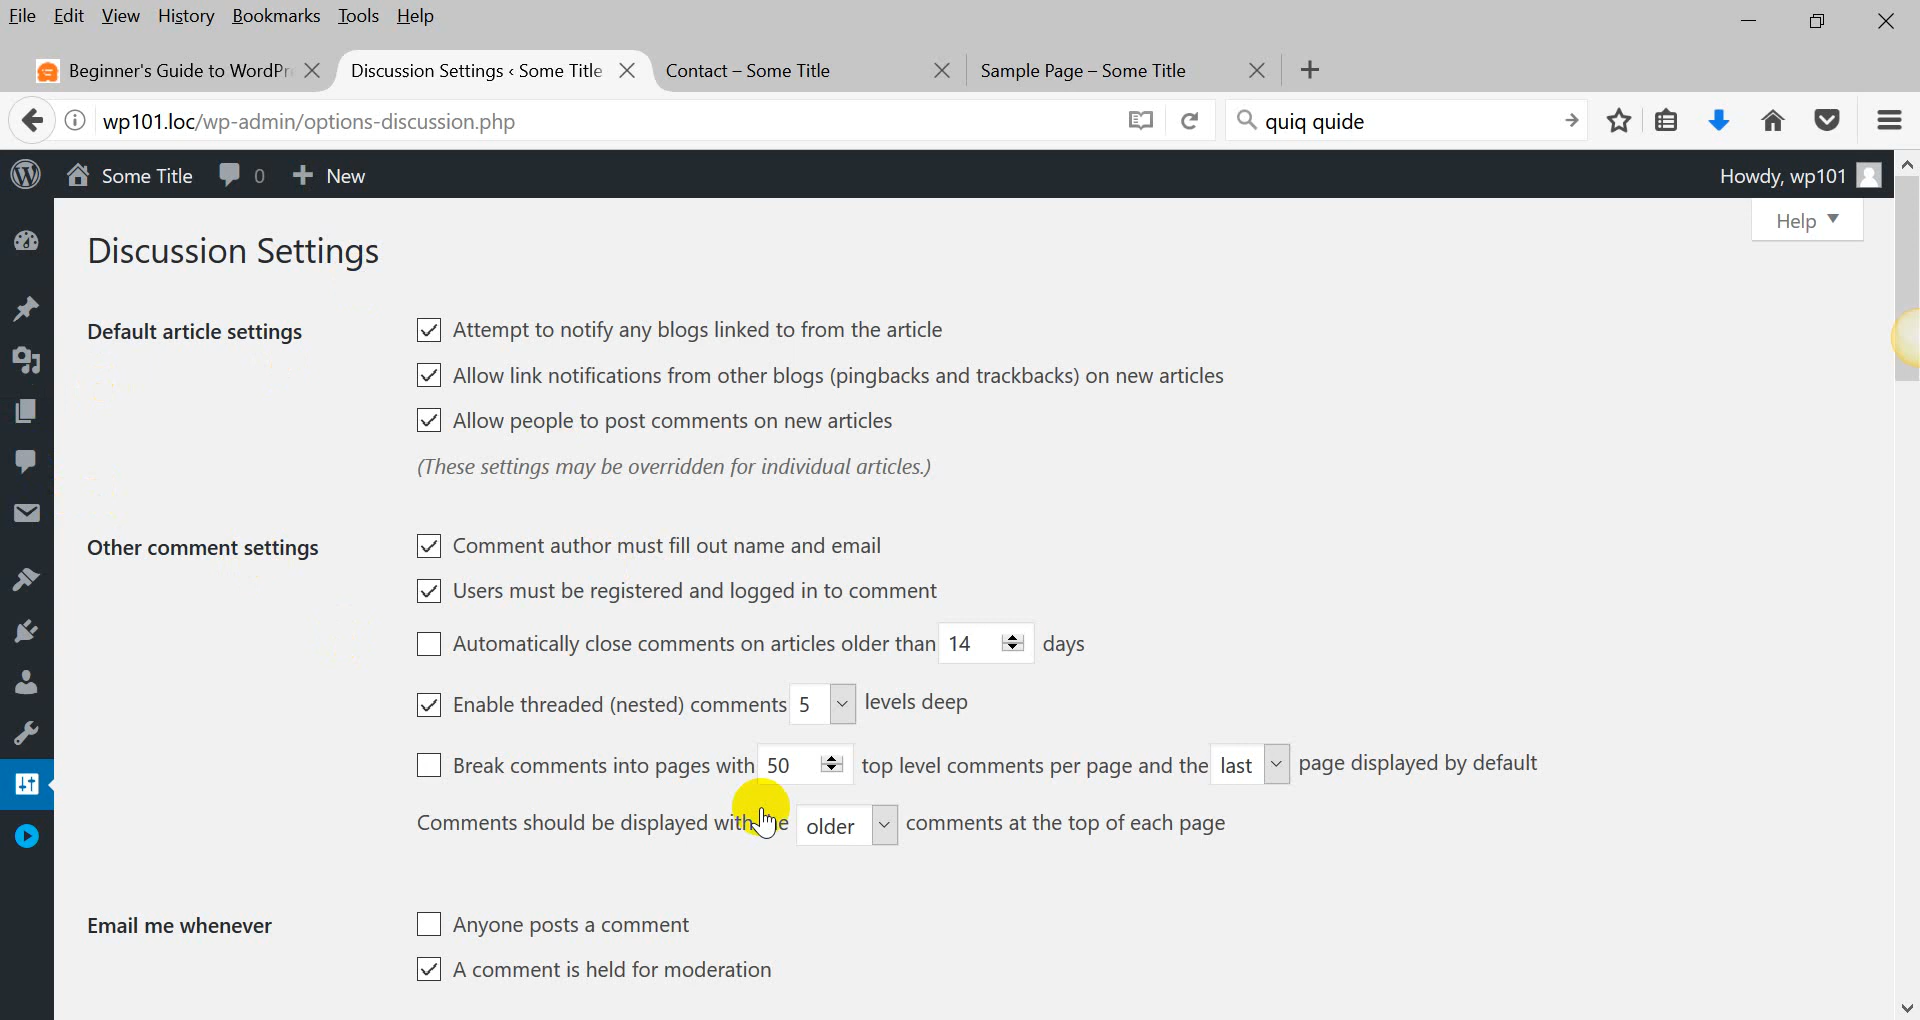 File Edit View History Bookmarks Tools Help
Beginner's Guide to WordPr
Discussion Settings ‹ Some Title
Contact – Some Title
Sample Page – Some Title
wp101.loc/wp-admin/options-discussion.php
quiq quide
Some Title 0 New
Howdy, wp101
Help
Discussion Settings
Default article settings
Attempt to notify any blogs linked to from the article
Allow link notifications from other blogs (pingbacks and trackbacks) on new articles
Allow people to post comments on new articles
(These settings may be overridden for individual articles.)
Other comment settings
Comment author must fill out name and email
Users must be registered and logged in to comment
Automatically close comments on articles older than 14 days
Enable threaded (nested) comments 5 levels deep
Break comments into pages with 50 top level comments per page and the last page displayed by default
Comments should be displayed with the older comments at the top of each page
Email me whenever
Anyone posts a comment
A comment is held for moderation